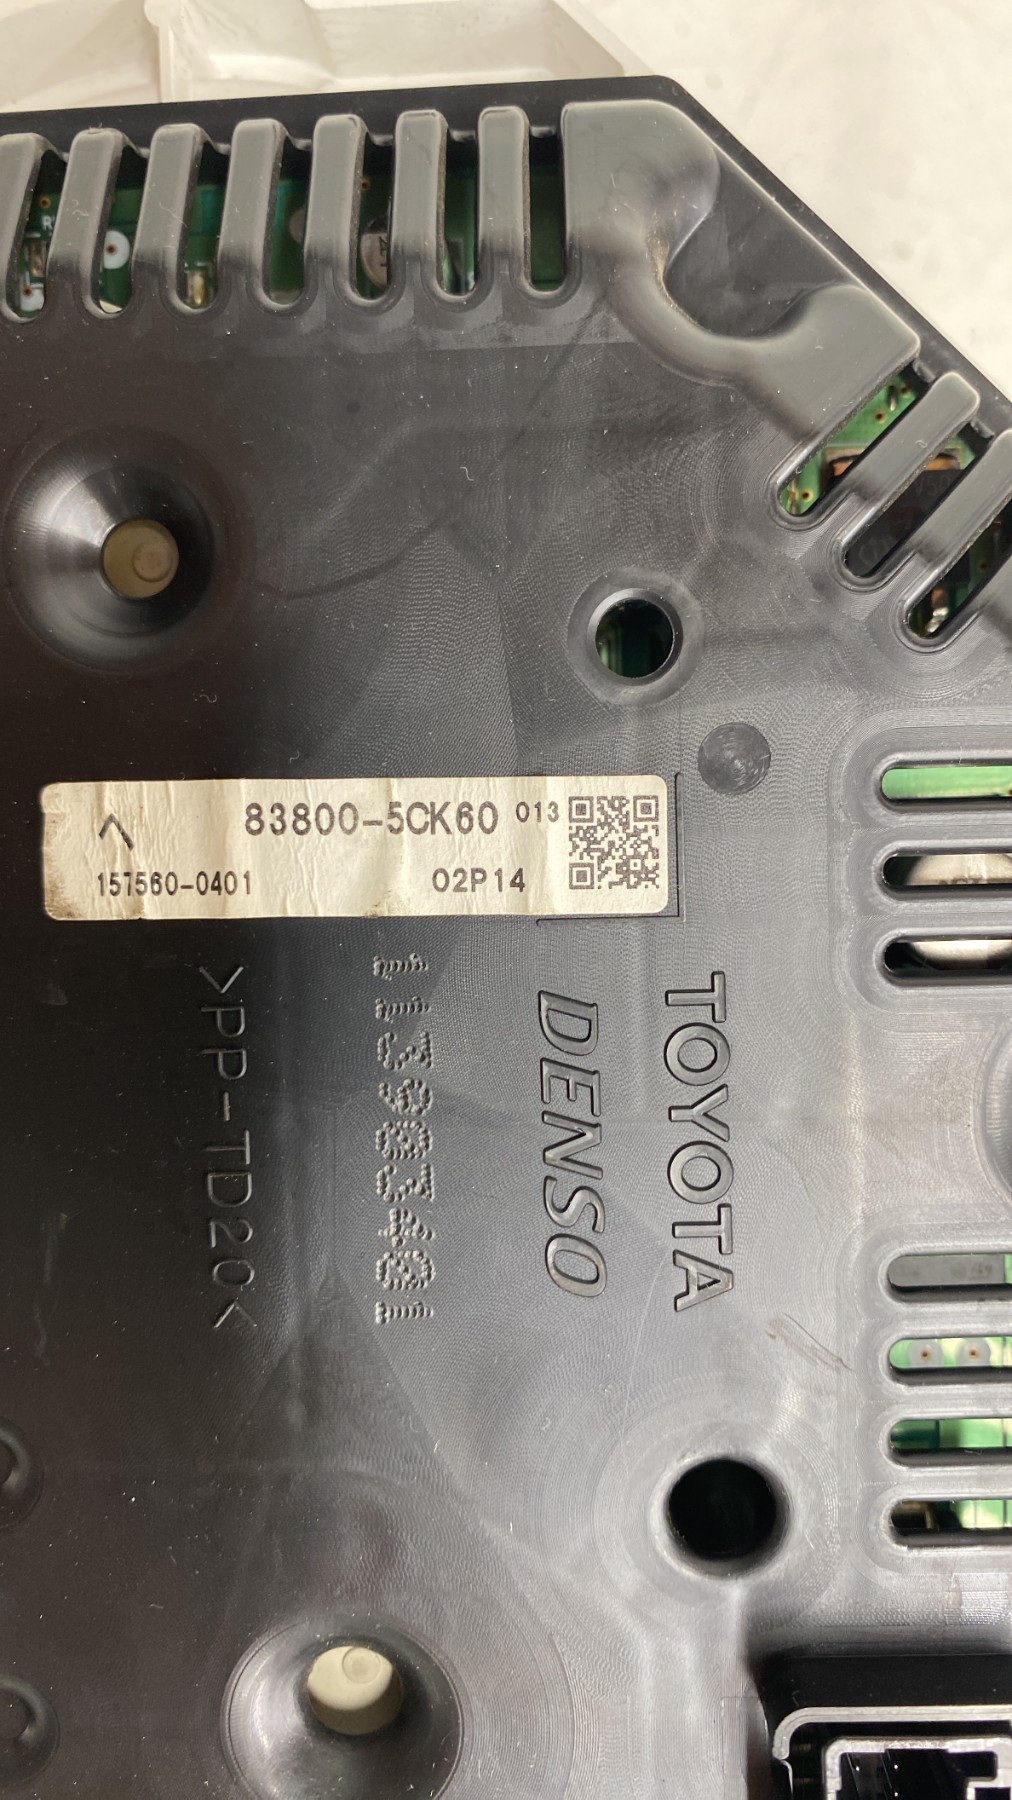 83800-5CK60 013
157560-0401 02P14
TOYOTA
DENSO
>PP-TD20<